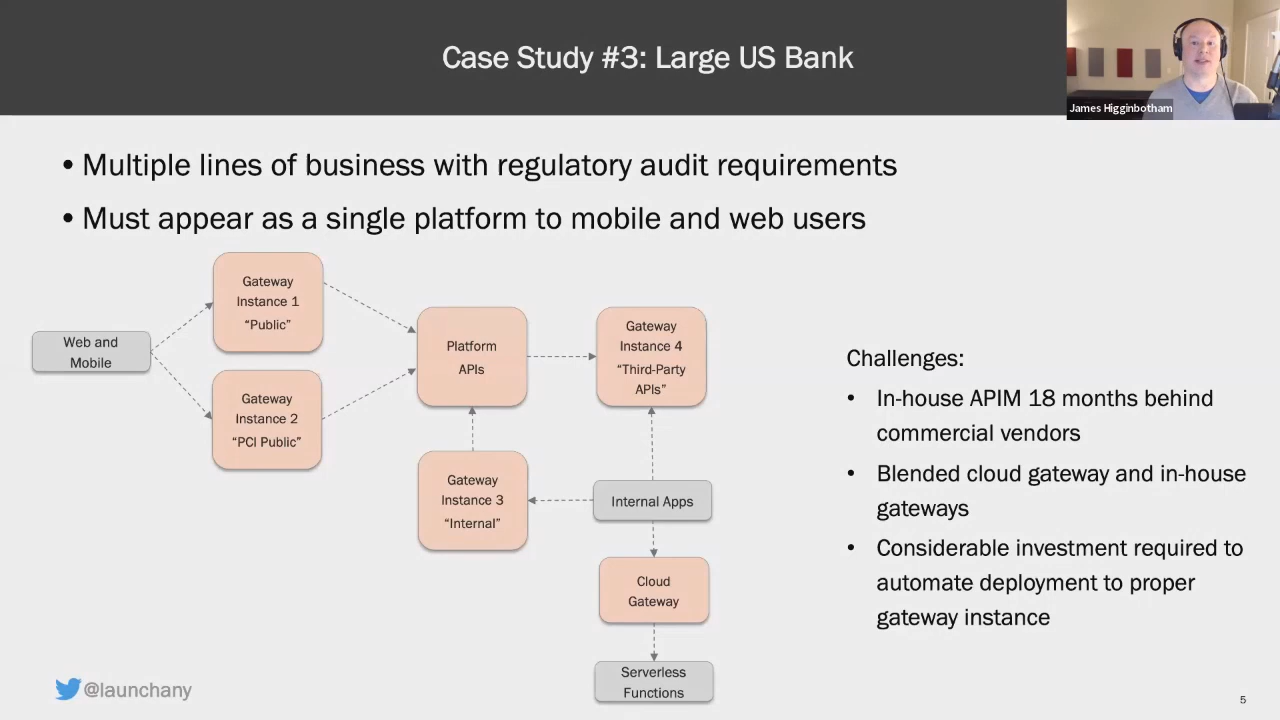 Case Study #3: Large US Bank
James Higginbotham
• Multiple lines of business with regulatory audit requirements
• Must appear as a single platform to mobile and web users
Gateway
Instance 1
“Public”
Web and
Mobile
Gateway
Instance 2
“PCI Public”
Platform
APIs
Gateway
Instance 4
“Third-Party
APIs”
Gateway
Instance 3
“Internal”
Internal Apps
Cloud
Gateway
Serverless
Functions
Challenges:
• In-house APIM 18 months behind
commercial vendors
• Blended cloud gateway and in-house
gateways
• Considerable investment required to
automate deployment to proper
gateway instance
@launchany
5